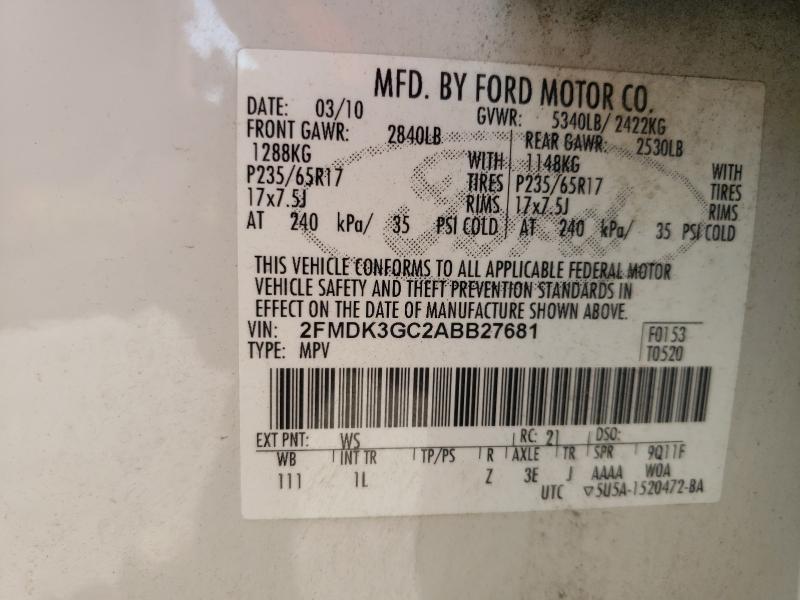 MFD. BY FORD MOTOR CO.
DATE: 03/10 GVWR: 5340LB/ 2422KG
FRONT GAWR: 2840LB REAR GAWR: 2530LB
1288KG WITH 1148KG WITH
P235/65R17 TIRES P235/65R17 TIRES
17x7.5J RIMS 17x7.5J RIMS
AT 240 kPa/ 35 PSI COLD AT 240 kPa/ 35 PSI COLD
THIS VEHICLE CONFORMS TO ALL APPLICABLE FEDERAL MOTOR
VEHICLE SAFETY AND THEFT PREVENTION STANDARDS IN
EFFECT ON THE DATE OF MANUFACTURE SHOWN ABOVE.
VIN: 2FMDK3GC2ABB27681 F0153
TYPE: MPV T0520
EXT PNT: WS RC: 21 DSO:
WB INT TR TP/PS R AXLE TR SPR 9Q11F
111 1L Z 3E J AAAA W0A
UTC ▽5U5A-1520472-BA